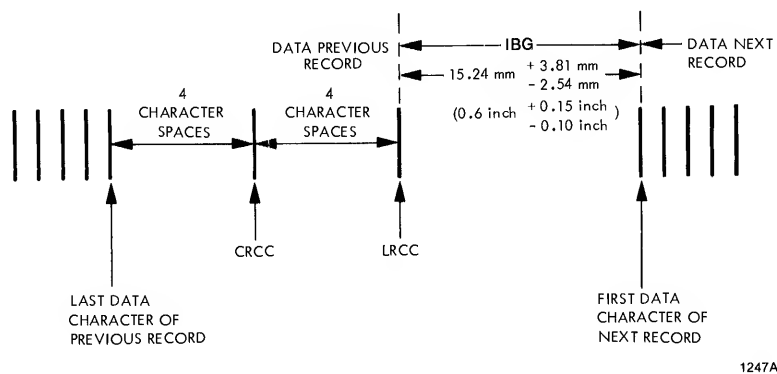 DATA PREVIOUS
RECORD
IBG
DATA NEXT
RECORD
15.24 mm + 3.81 mm
- 2.54 mm
(0.6 inch + 0.15 inch )
- 0.10 inch
4
CHARACTER
SPACES
4
CHARACTER
SPACES
CRCC
LRCC
LAST DATA
CHARACTER OF
PREVIOUS RECORD
FIRST DATA
CHARACTER OF
NEXT RECORD
1247A